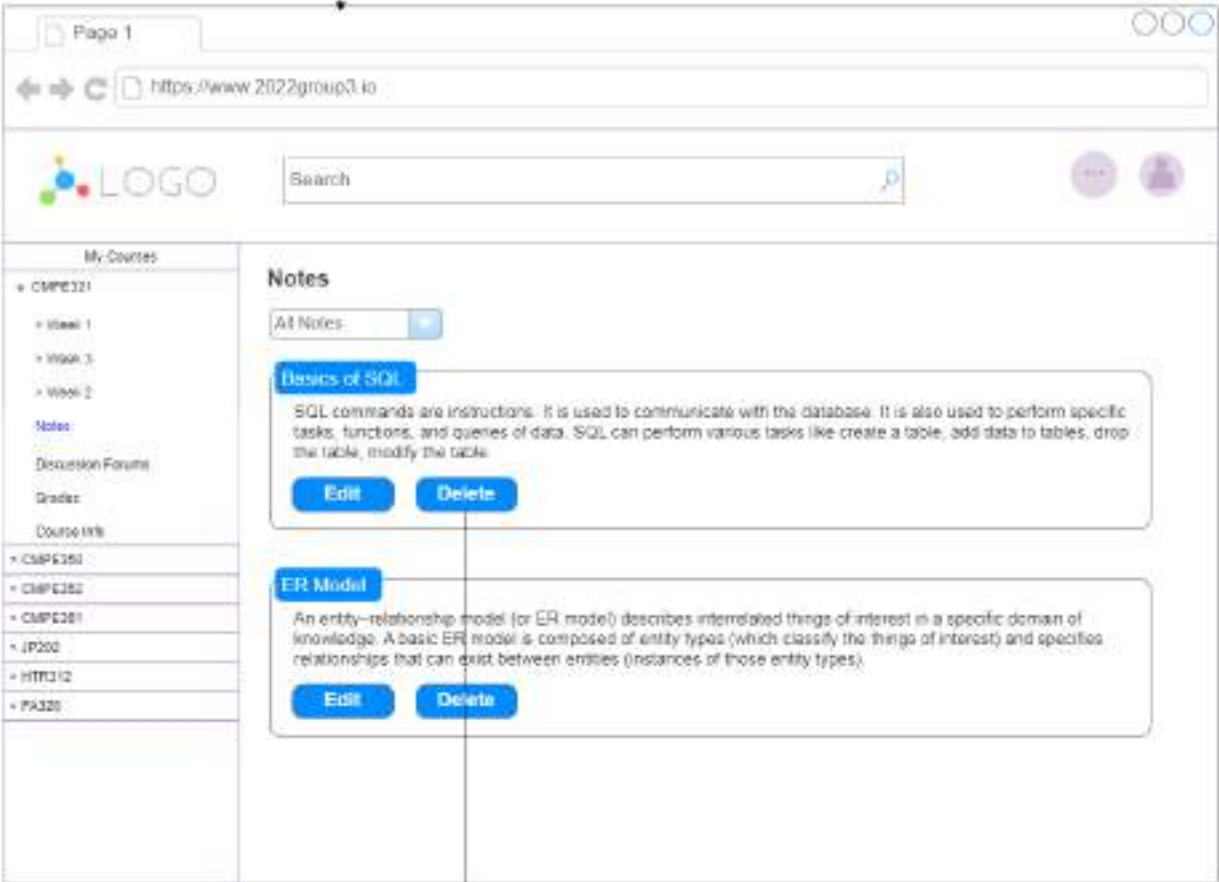 Page 1
https://www.2022group3.io
LOGO
Search
My Courses
CMPE321
Week 1
Week 3
Week 2
Notes
Discussion Forums
Grades
Course Info
CMPE350
CMPE352
CMPE381
JP202
HTR312
PA320
Notes
All Notes
Basics of SQL
SQL commands are instructions. It is used to communicate with the database. It is also used to perform specific
tasks, functions, and queries of data. SQL can perform various tasks like create a table, add data to tables, drop
the table, modify the table
Edit Delete
ER Model
An entity–relationship model (or ER model) describes interrelated things of interest in a specific domain of
knowledge. A basic ER model is composed of entity types (which classify the things of interest) and specifies
relationships that can exist between entities (instances of those entity types).
Edit Delete